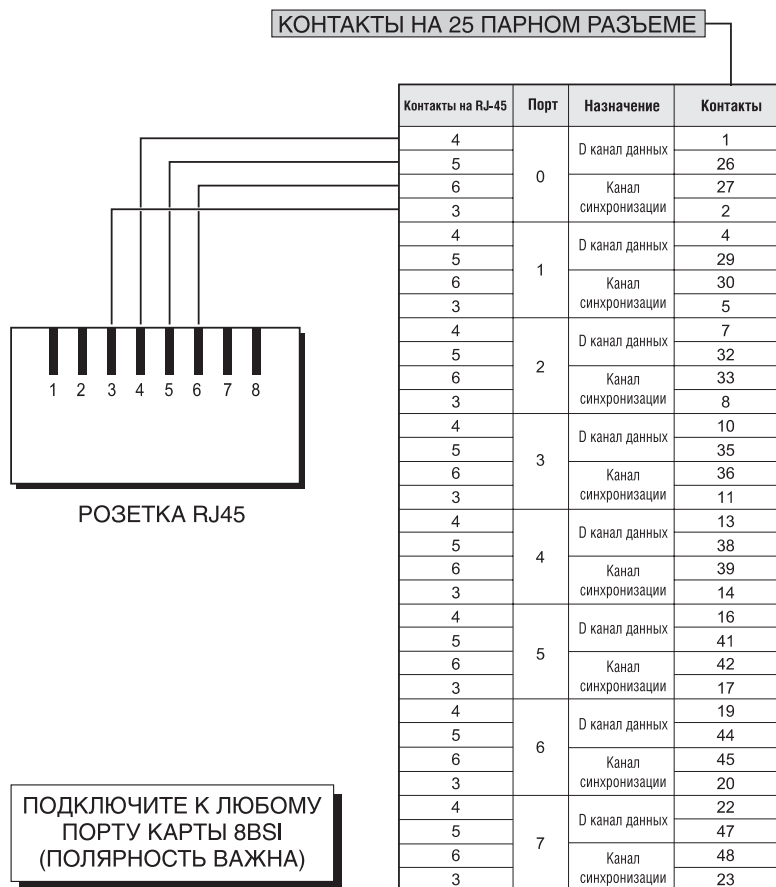 КОНТАКТЫ НА 25 ПАРНОМ РАЗЪЕМЕ
Контакты на RJ-45 Порт Назначение Контакты
4 0 D канал данных 1
5 26
6 Канал синхронизации 27
3 2
4 1 D канал данных 4
5 29
6 Канал синхронизации 30
3 5
4 2 D канал данных 7
5 32
6 Канал синхронизации 33
3 8
4 3 D канал данных 10
5 35
6 Канал синхронизации 36
3 11
4 4 D канал данных 13
5 38
6 Канал синхронизации 39
3 14
4 5 D канал данных 16
5 41
6 Канал синхронизации 42
3 17
4 6 D канал данных 19
5 44
6 Канал синхронизации 45
3 20
4 7 D канал данных 22
5 47
6 Канал синхронизации 48
3 23
1 2 3 4 5 6 7 8
РОЗЕТКА RJ45
ПОДКЛЮЧИТЕ К ЛЮБОМУ
ПОРТУ КАРТЫ 8BSI
(ПОЛЯРНОСТЬ ВАЖНА)